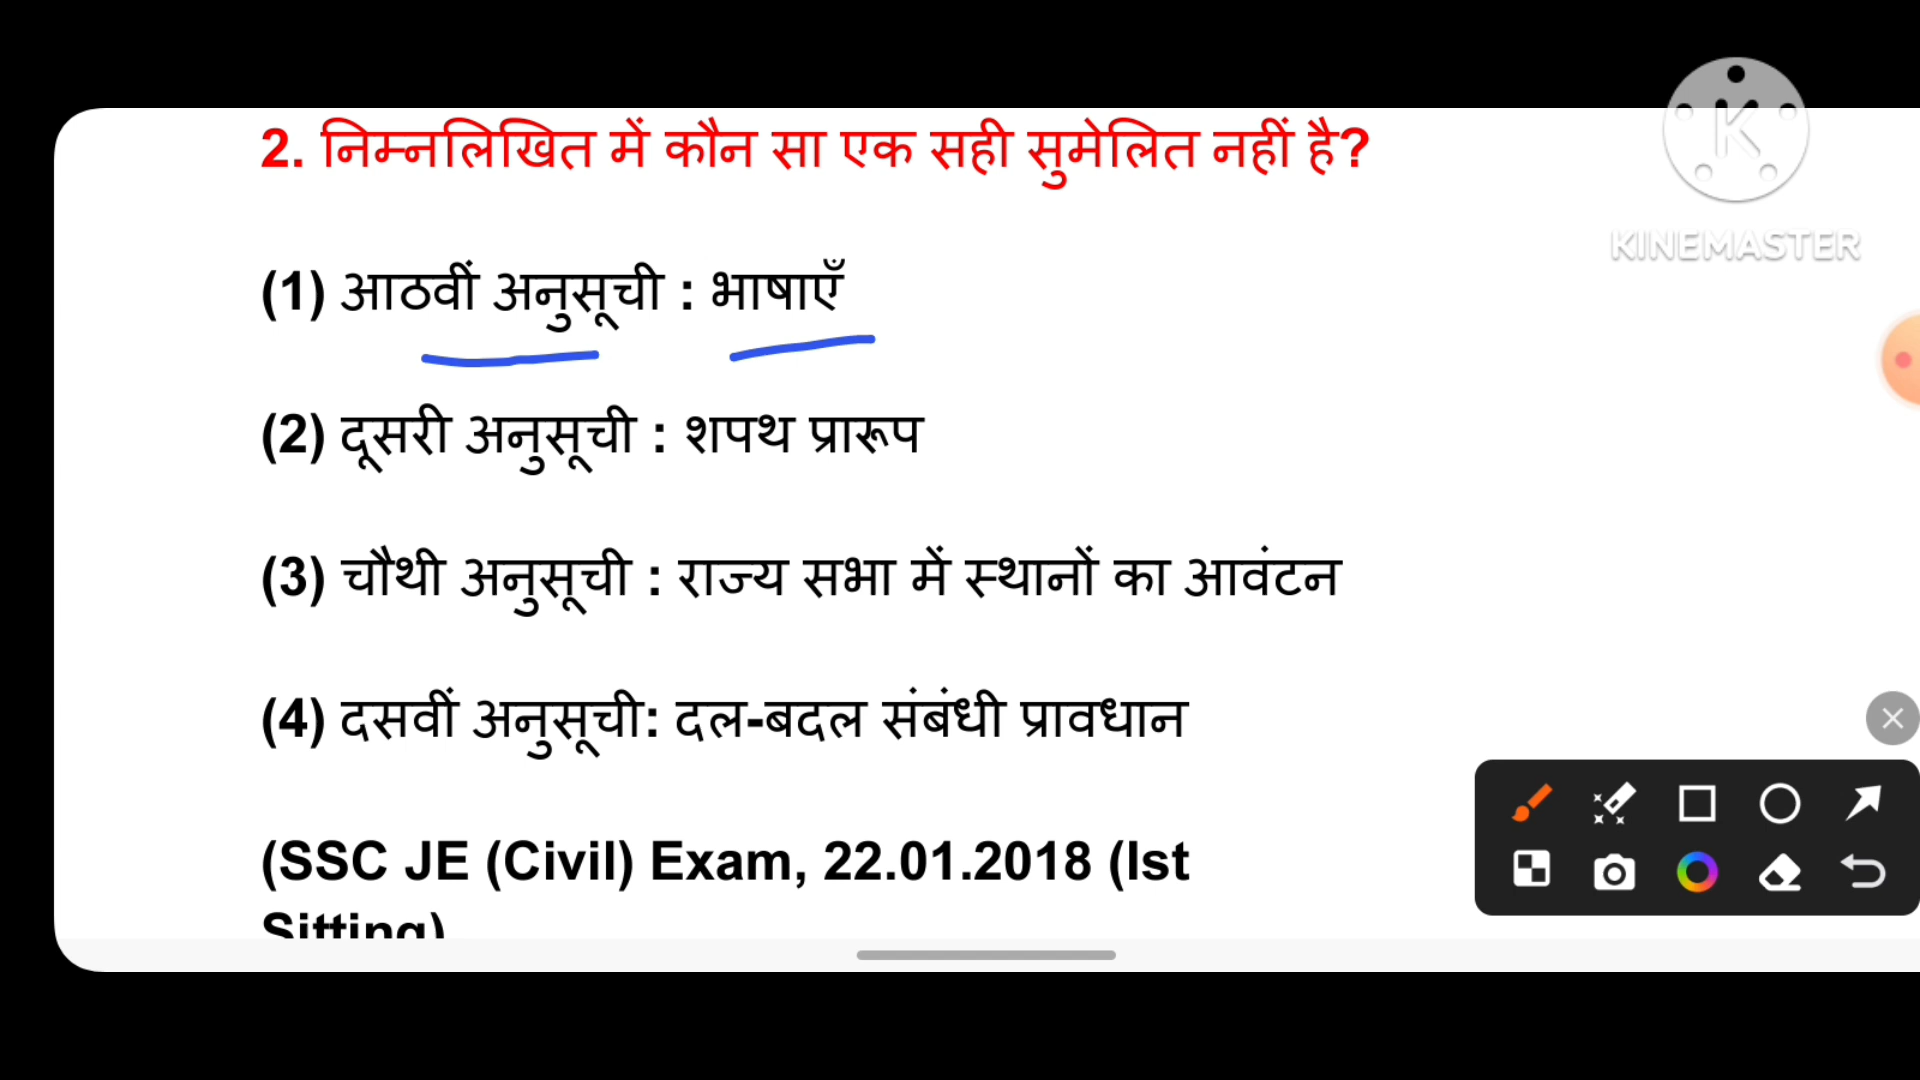 KINEMASTER
2. निम्नलिखित में कौन सा एक सही सुमेलित नहीं है?
(1) आठवीं अनुसूची : भाषाएँ
(2) दूसरी अनुसूची : शपथ प्रारूप
(3) चौथी अनुसूची : राज्य सभा में स्थानों का आवंटन
(4) दसवीं अनुसूची: दल-बदल संबंधी प्रावधान
(SSC JE (Civil) Exam, 22.01.2018 (Ist
Sitting)